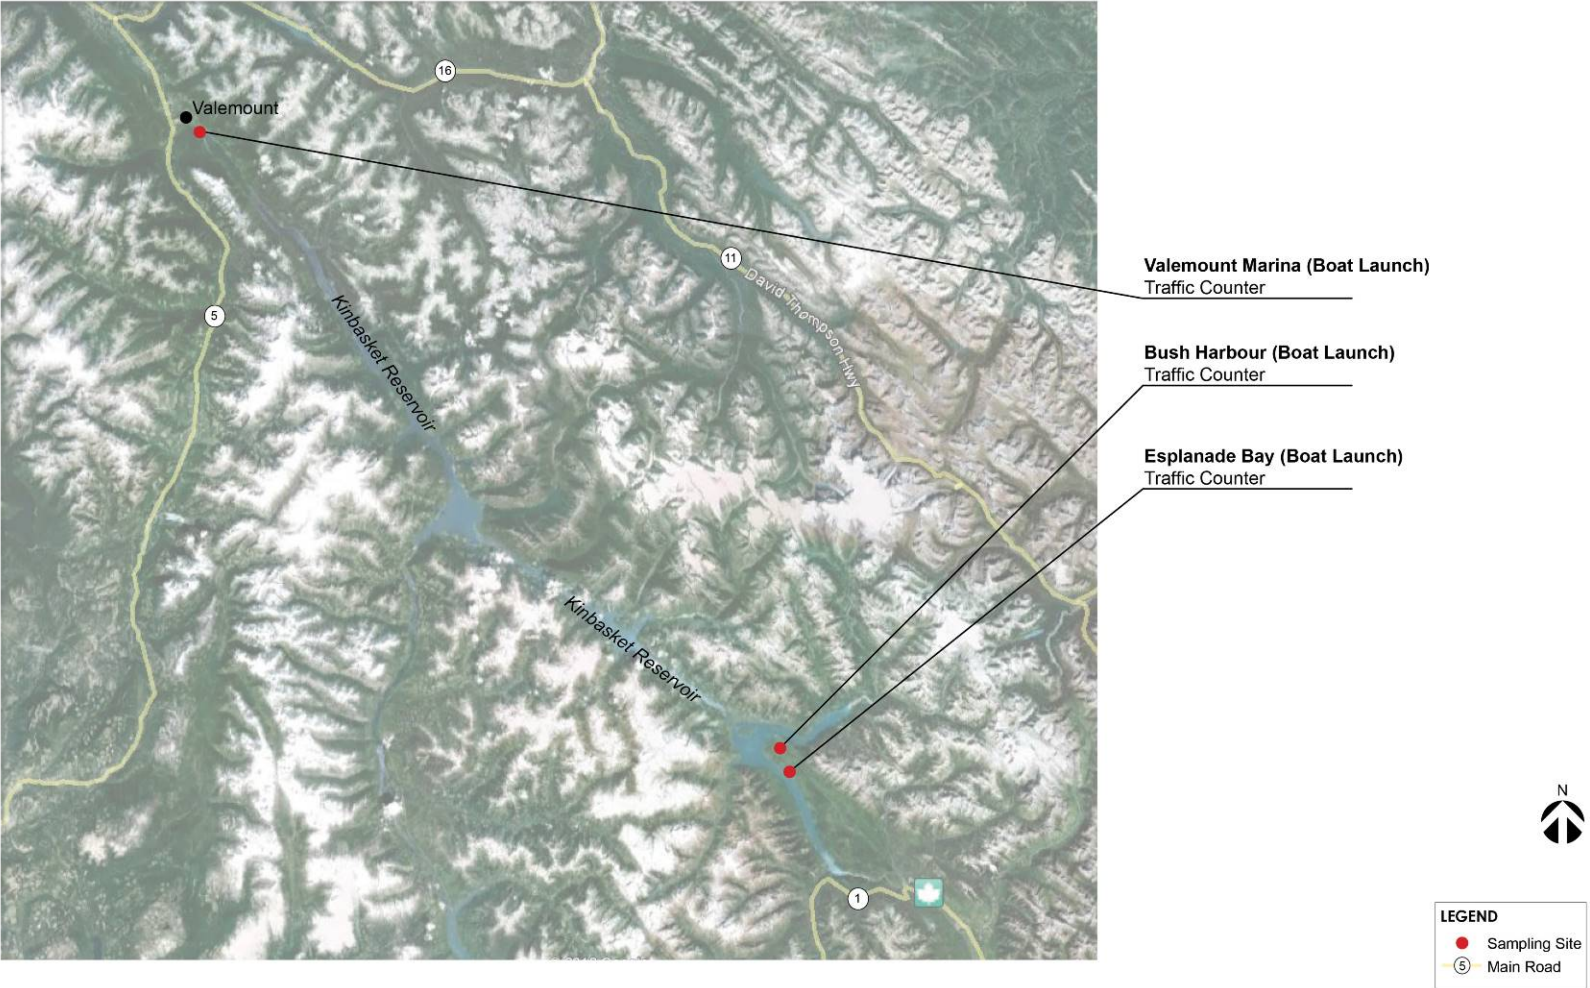 16
Valemount
11
David Thompson Hwy
Valemount Marina (Boat Launch)
Traffic Counter
5
Kinbasket Reservoir
Bush Harbour (Boat Launch)
Traffic Counter
Esplanade Bay (Boat Launch)
Traffic Counter
Kinbasket Reservoir
N
1
LEGEND
Sampling Site
5 Main Road